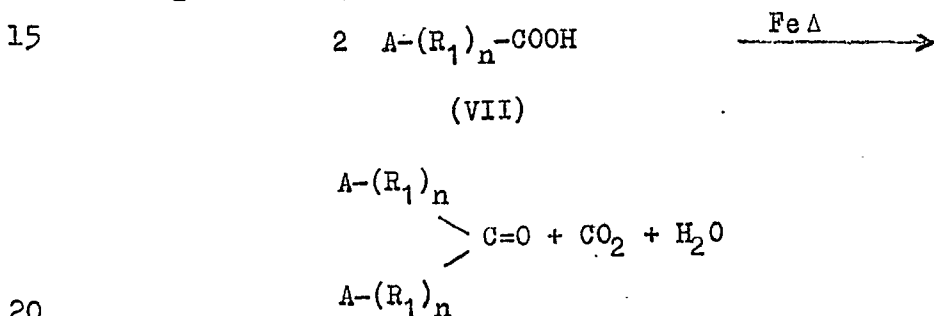 15 2 A-(R₁)ₙ-COOH Fe Δ
(VII)
A-(R₁)ₙ
C=O + CO₂ + H₂O
A-(R₁)ₙ
20